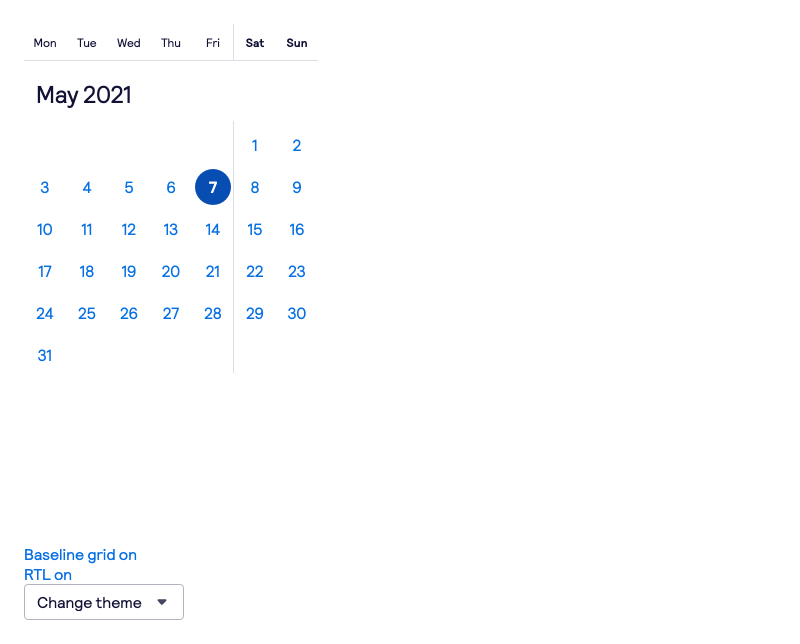 Mon Tue Wed Thu Fri Sat Sun
May 2021
1 2
3 4 5 6 7 8 9
10 11 12 13 14 15 16
17 18 19 20 21 22 23
24 25 26 27 28 29 30
31
Baseline grid on
RTL on
Change theme